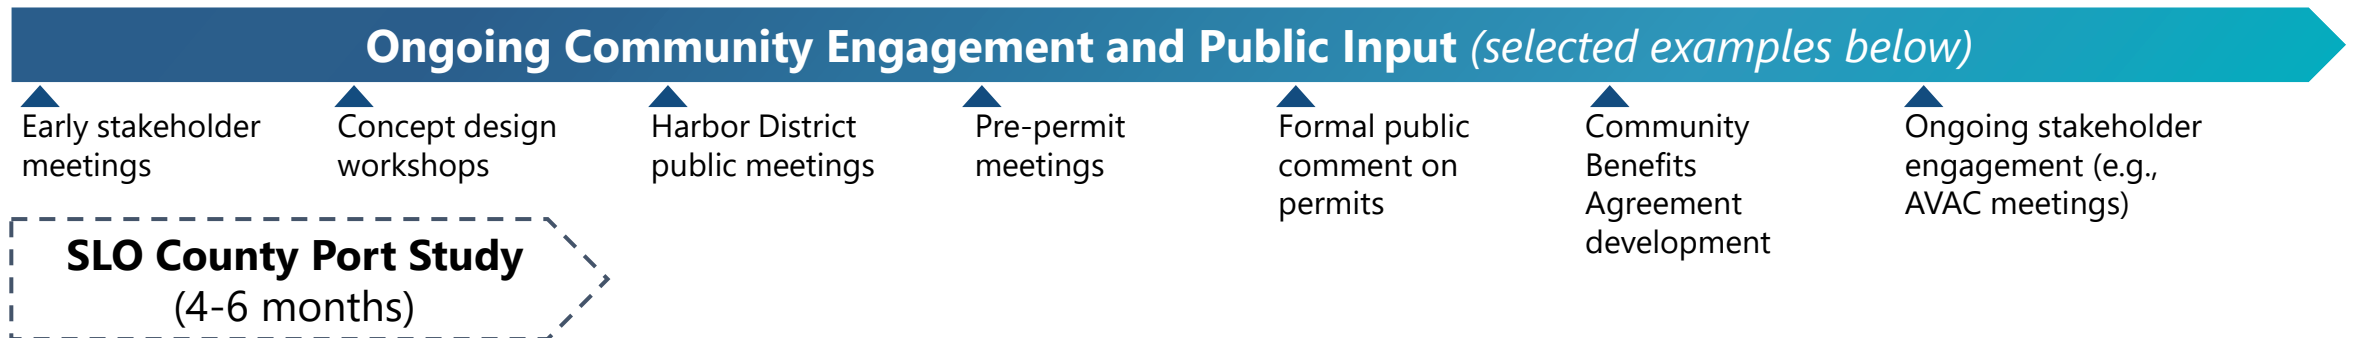 Ongoing Community Engagement and Public Input (selected examples below)
Early stakeholder
meetings
Concept design
workshops
Harbor District
public meetings
Pre-permit
meetings
Formal public
comment on
permits
Community
Benefits
Agreement
development
Ongoing stakeholder
engagement (e.g.,
AVAC meetings)
SLO County Port Study
(4-6 months)